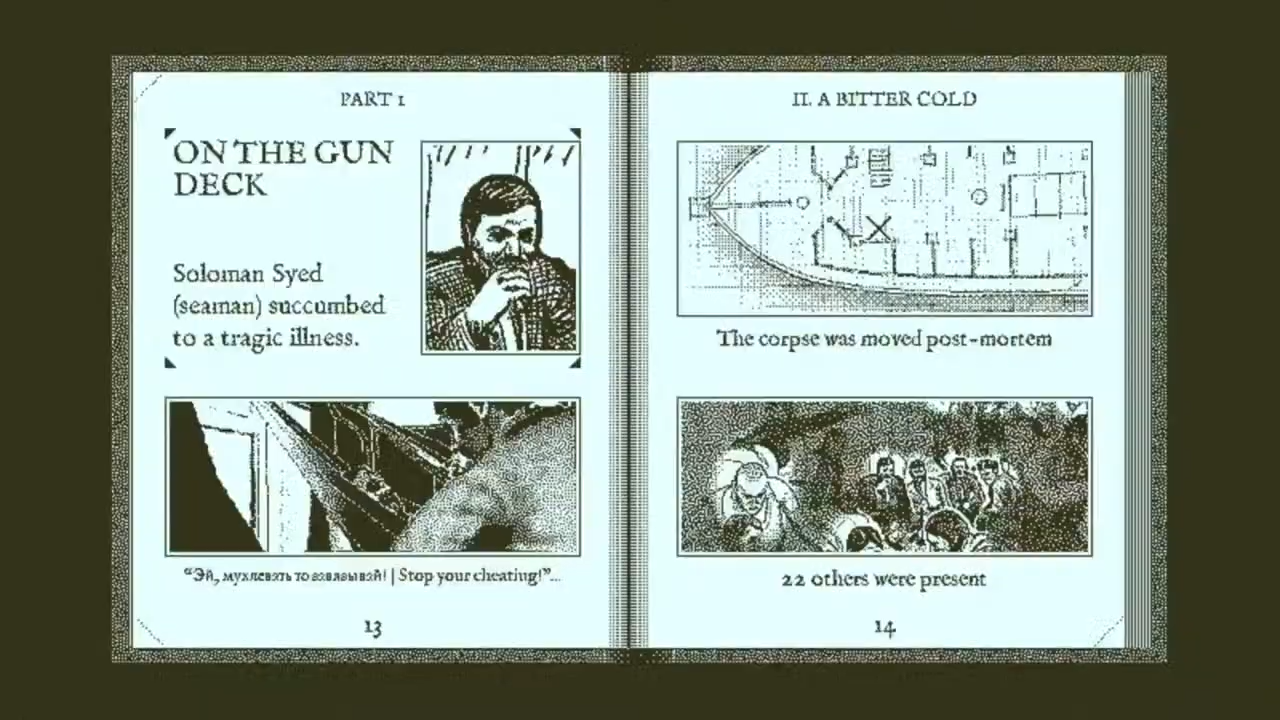 PART 1
ON THE GUN
DECK
Soloman Syed
(seaman) succumbed
to a tragic illness.
"Эй, мухлевать то завязывай! | Stop your cheating!"...
13
II. A BITTER COLD
The corpse was moved post-mortem
22 others were present
14